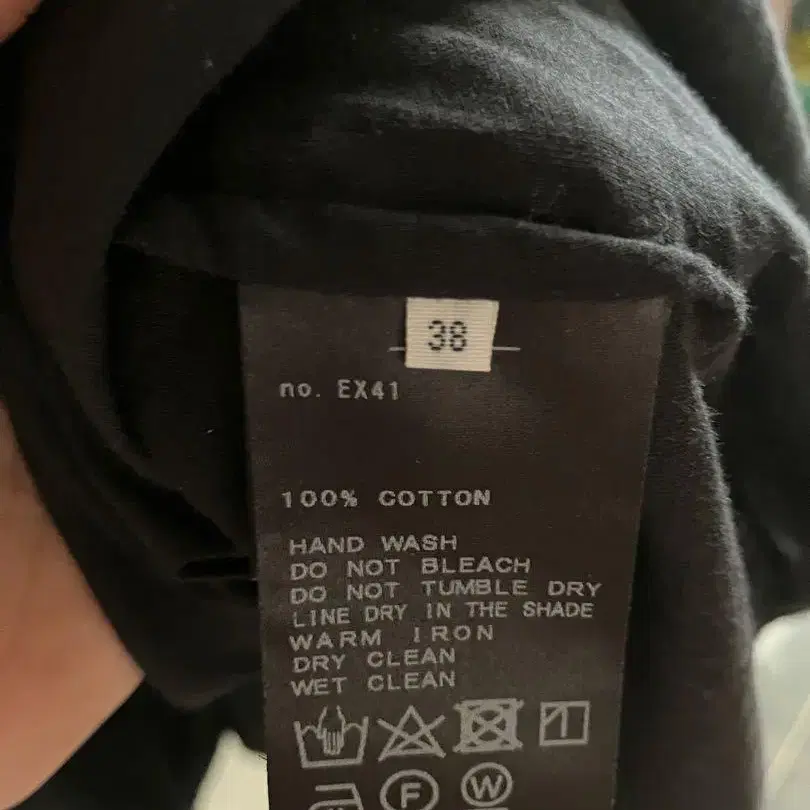 38
no. EX41
100% COTTON
HAND WASH
DO NOT BLEACH
DO NOT TUMBLE DRY
LINE DRY IN THE SHADE
WARM IRON
DRY CLEAN
WET CLEAN
F W